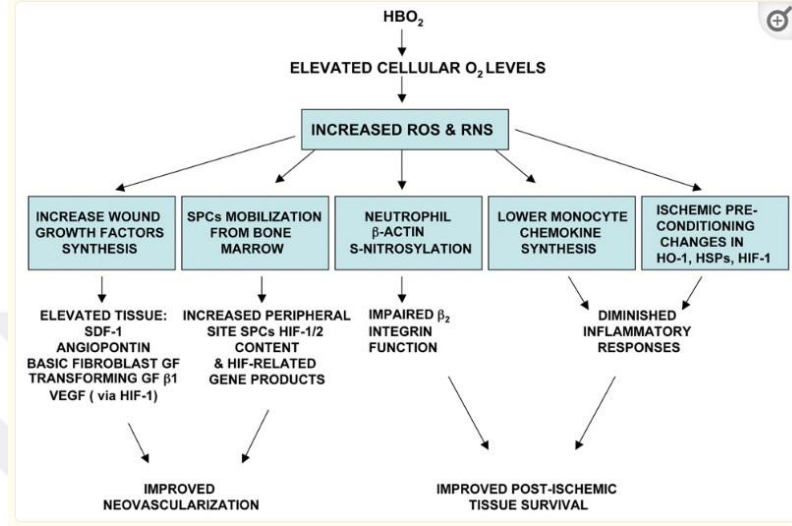 HBO₂
ELEVATED CELLULAR O₂ LEVELS
INCREASED ROS & RNS
INCREASE WOUND
GROWTH FACTORS
SYNTHESIS
SPCs MOBILIZATION
FROM BONE
MARROW
NEUTROPHIL
β-ACTIN
S-NITROSYLATION
LOWER MONOCYTE
CHEMOKINE
SYNTHESIS
ISCHEMIC PRE-
CONDITIONING
CHANGES IN
HO-1, HSPs, HIF-1
ELEVATED TISSUE:
SDF-1
ANGIOPONTIN
BASIC FIBROBLAST GF
TRANSFORMING GF β1
VEGF ( via HIF-1)
INCREASED PERIPHERAL
SITE SPCs HIF-1/2
CONTENT
& HIF-RELATED
GENE PRODUCTS
IMPAIRED β₂
INTEGRIN
FUNCTION
DIMINISHED
INFLAMMATORY
RESPONSES
IMPROVED
NEOVASCULARIZATION
IMPROVED POST-ISCHEMIC
TISSUE SURVIVAL